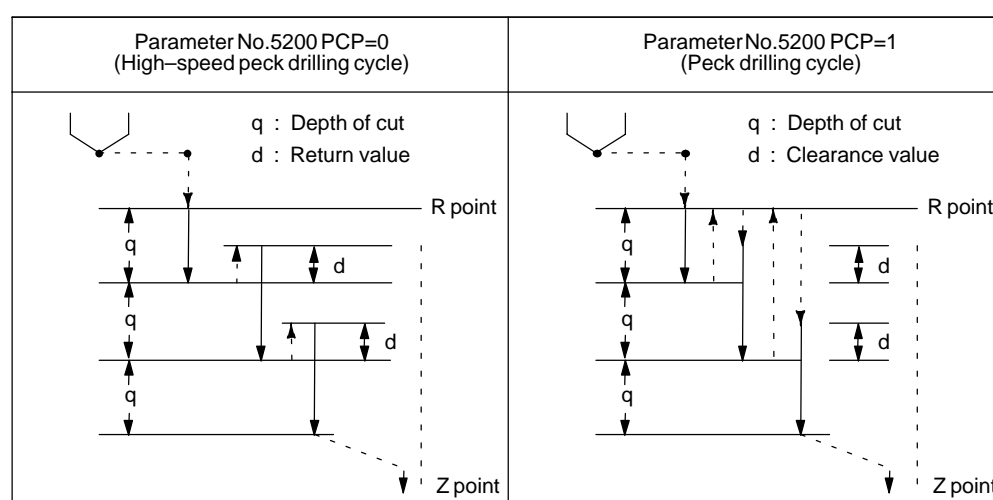 Parameter No.5200 PCP=0
(High–speed peck drilling cycle)
q : Depth of cut
d : Return value
R point
q
d
q
d
q
Z point
Parameter No.5200 PCP=1
(Peck drilling cycle)
q : Depth of cut
d : Clearance value
R point
q
d
q
d
q
Z point